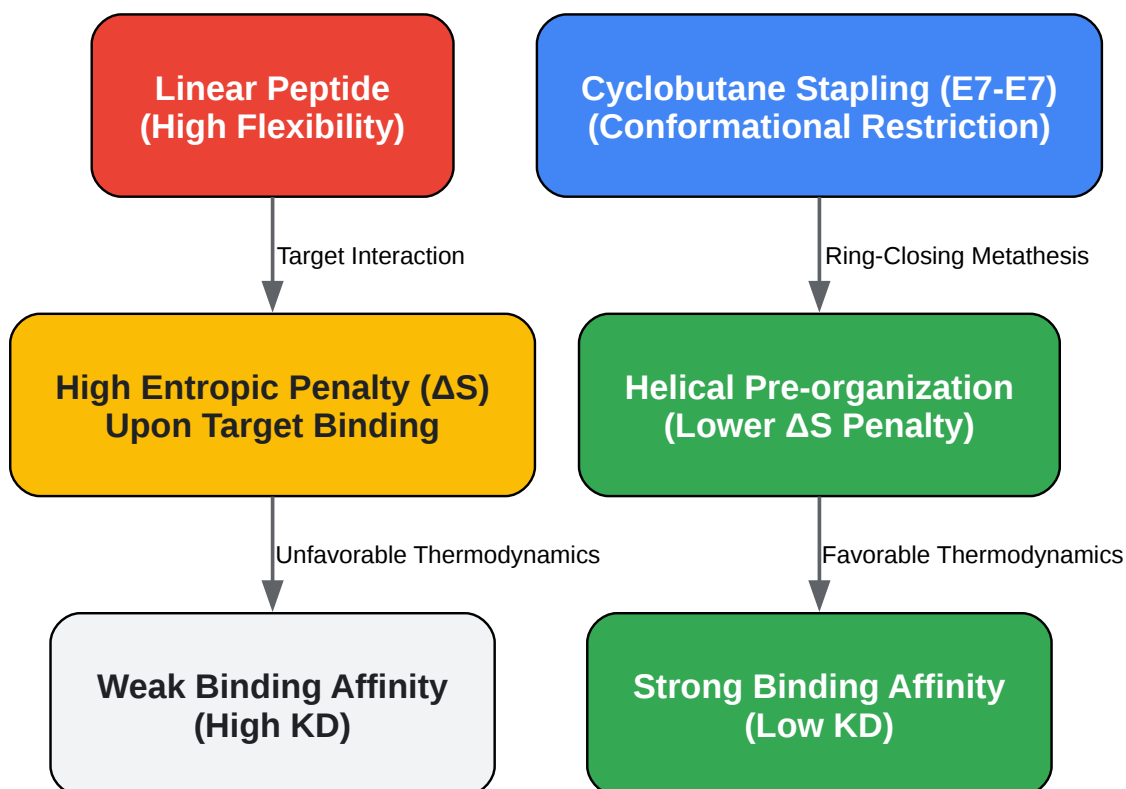 Linear Peptide
(High Flexibility)
Cyclobutane Stapling (E7-E7)
(Conformational Restriction)
Target Interaction
Ring-Closing Metathesis
High Entropic Penalty (ΔS)
Upon Target Binding
Helical Pre-organization
(Lower ΔS Penalty)
Unfavorable Thermodynamics
Favorable Thermodynamics
Weak Binding Affinity
(High KD)
Strong Binding Affinity
(Low KD)